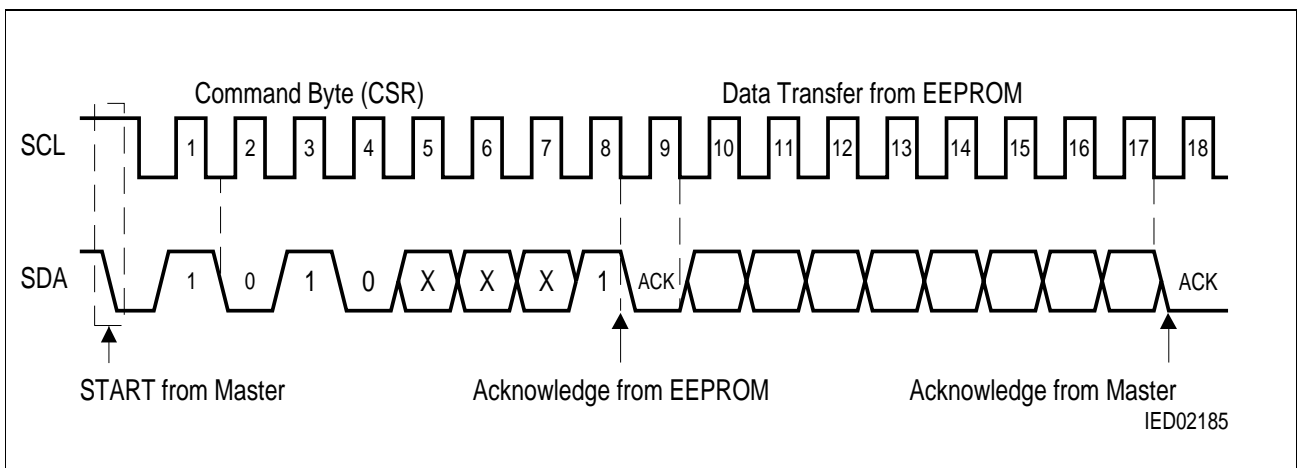 Command Byte (CSR) Data Transfer from EEPROM
SCL 1 2 3 4 5 6 7 8 9 10 11 12 13 14 15 16 17 18
SDA 1 0 1 0 X X X 1 ACK ACK
START from Master Acknowledge from EEPROM Acknowledge from Master
IED02185